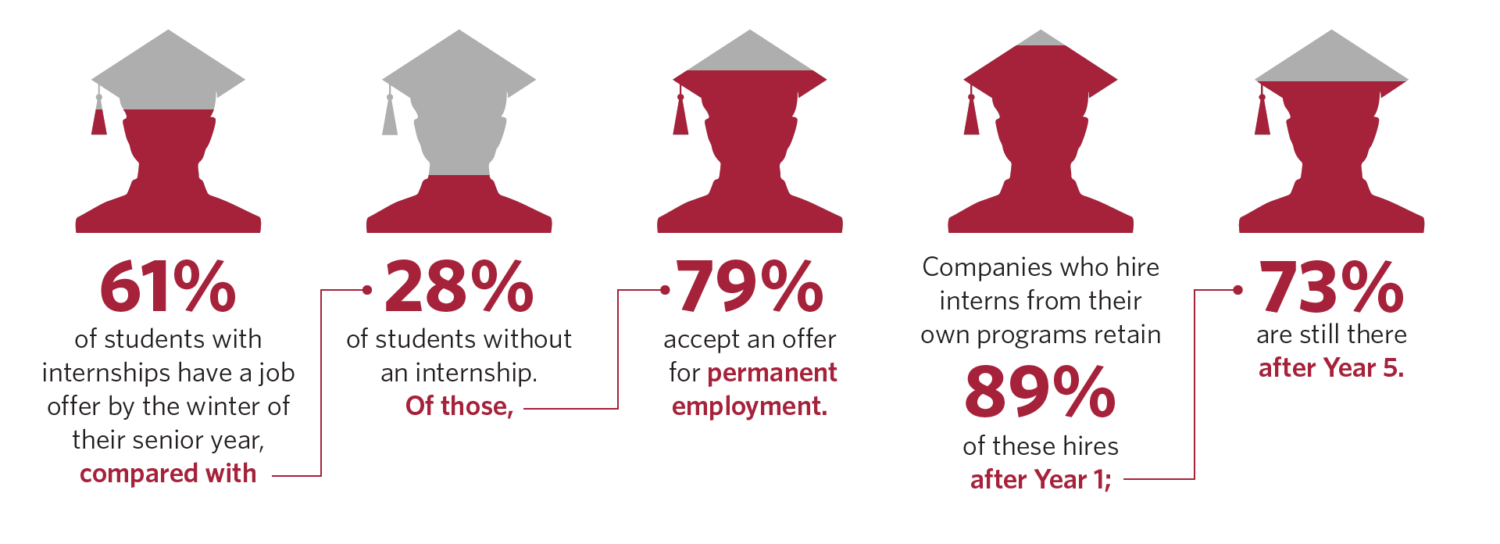 61%
of students with
internships have a job
offer by the winter of
their senior year,
compared with
28%
of students without
an internship.
Of those,
79%
accept an offer
for permanent
employment.
Companies who hire
interns from their
own programs retain
89%
of these hires
after Year 1;
73%
are still there
after Year 5.